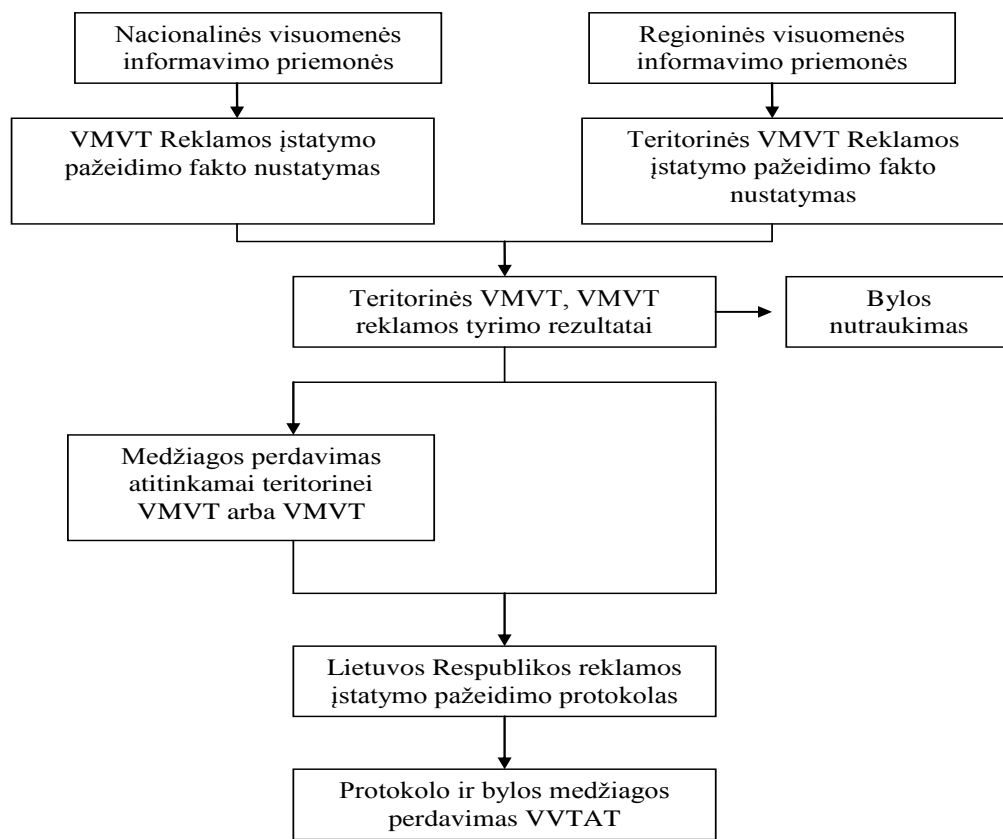 Nacionalinės visuomenės
informavimo priemonės
Regioninės visuomenės
informavimo priemonės
VMVT Reklamos įstatymo
pažeidimo fakto nustatymas
Teritorinės VMVT Reklamos
įstatymo pažeidimo fakto
nustatymas
Teritorinės VMVT, VMVT
reklamos tyrimo rezultatai
Bylos
nutraukimas
Medžiagos perdavimas
atitinkamai teritorinei
VMVT arba VMVT
Lietuvos Respublikos reklamos
įstatymo pažeidimo protokolas
Protokolo ir bylos medžiagos
perdavimas VVTAT